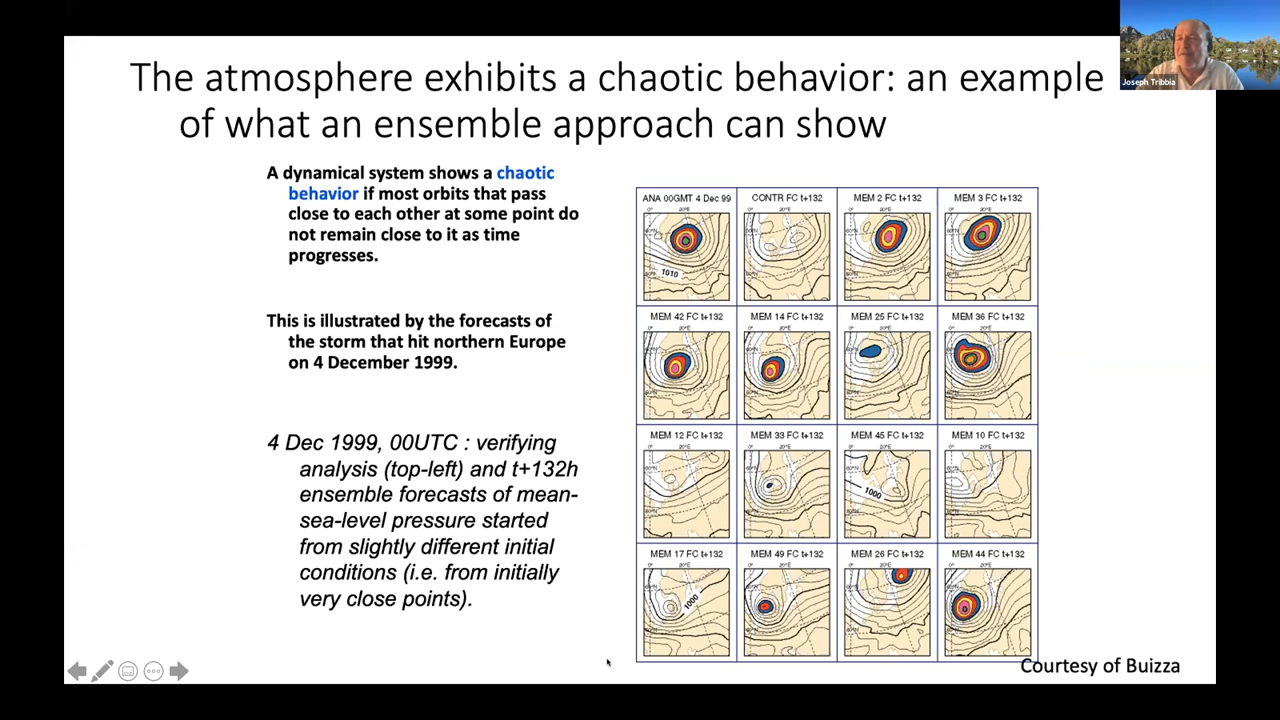 The atmosphere exhibits a chaotic behavior: an example
of what an ensemble approach can show
Joseph Tribbia
A dynamical system shows a chaotic
behavior if most orbits that pass
close to each other at some point do
not remain close to it as time
progresses.
This is illustrated by the forecasts of
the storm that hit northern Europe
on 4 December 1999.
4 Dec 1999, 00UTC : verifying
analysis (top-left) and t+132h
ensemble forecasts of mean-
sea-level pressure started
from slightly different initial
conditions (i.e. from initially
very close points).
ANA 00GMT 4 Dec 99
CONTR FC t+132
MEM 2 FC t+132
MEM 3 FC t+132
1010
MEM 42 FC t+132
MEM 14 FC t+132
MEM 25 FC t+132
MEM 36 FC t+132
MEM 12 FC t+132
MEM 33 FC t+132
MEM 45 FC t+132
MEM 10 FC t+132
1000
MEM 17 FC t+132
MEM 49 FC t+132
MEM 26 FC t+132
MEM 44 FC t+132
1000
Courtesy of Buizza